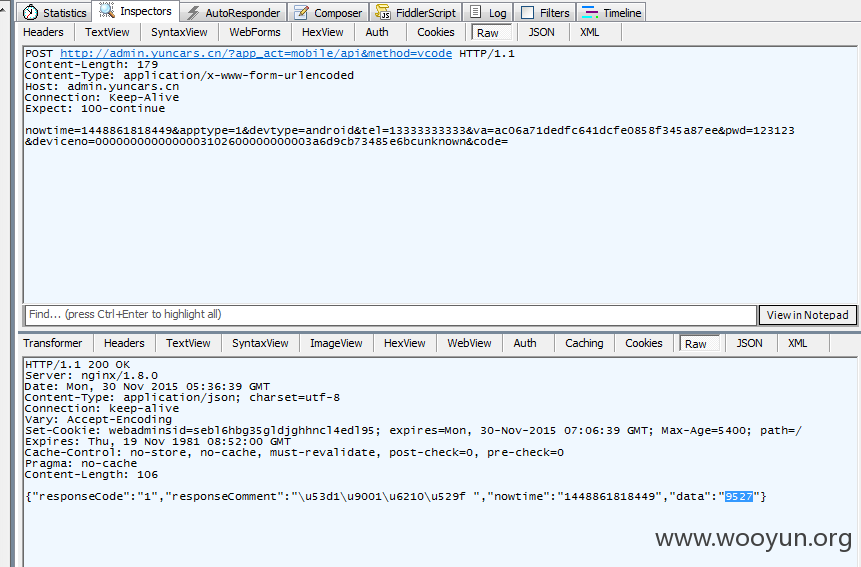 Statistics Inspectors AutoResponder Composer FiddlerScript Log Filters Timeline
Headers TextView SyntaxView WebForms HexView Auth Cookies Raw JSON XML
POST http://admin.yuncars.cn/?app_act=mobile/api&method=vcode HTTP/1.1
Content-Length: 179
Content-Type: application/x-www-form-urlencoded
Host: admin.yuncars.cn
Connection: Keep-Alive
Expect: 100-continue
nowtime=1448861818449&apptype=1&devtype=android&tel=13333333333&va=ac06a71dedfc641dcfe0858f345a87ee&pwd=123123
&deviceno=000000000000000310260000000003a6d9cb73485e6bcunknown&code=
Find... (press Ctrl+Enter to highlight all) View in Notepad
Transformer Headers TextView SyntaxView ImageView HexView WebView Auth Caching Cookies Raw JSON XML
HTTP/1.1 200 OK
Server: nginx/1.8.0
Date: Mon, 30 Nov 2015 05:36:39 GMT
Content-Type: application/json; charset=utf-8
Connection: keep-alive
Vary: Accept-Encoding
Set-Cookie: webadminsid=sebl6hbg35gldjghhncl4edl95; expires=Mon, 30-Nov-2015 07:06:39 GMT; Max-Age=5400; path=/
Expires: Thu, 19 Nov 1981 08:52:00 GMT
Cache-Control: no-store, no-cache, must-revalidate, post-check=0, pre-check=0
Pragma: no-cache
Content-Length: 106
{"responseCode":"1","responseComment":"\u53d1\u9001\u6210\u529f ","nowtime":"1448861818449","data":"9527"}
www.wooyun.org